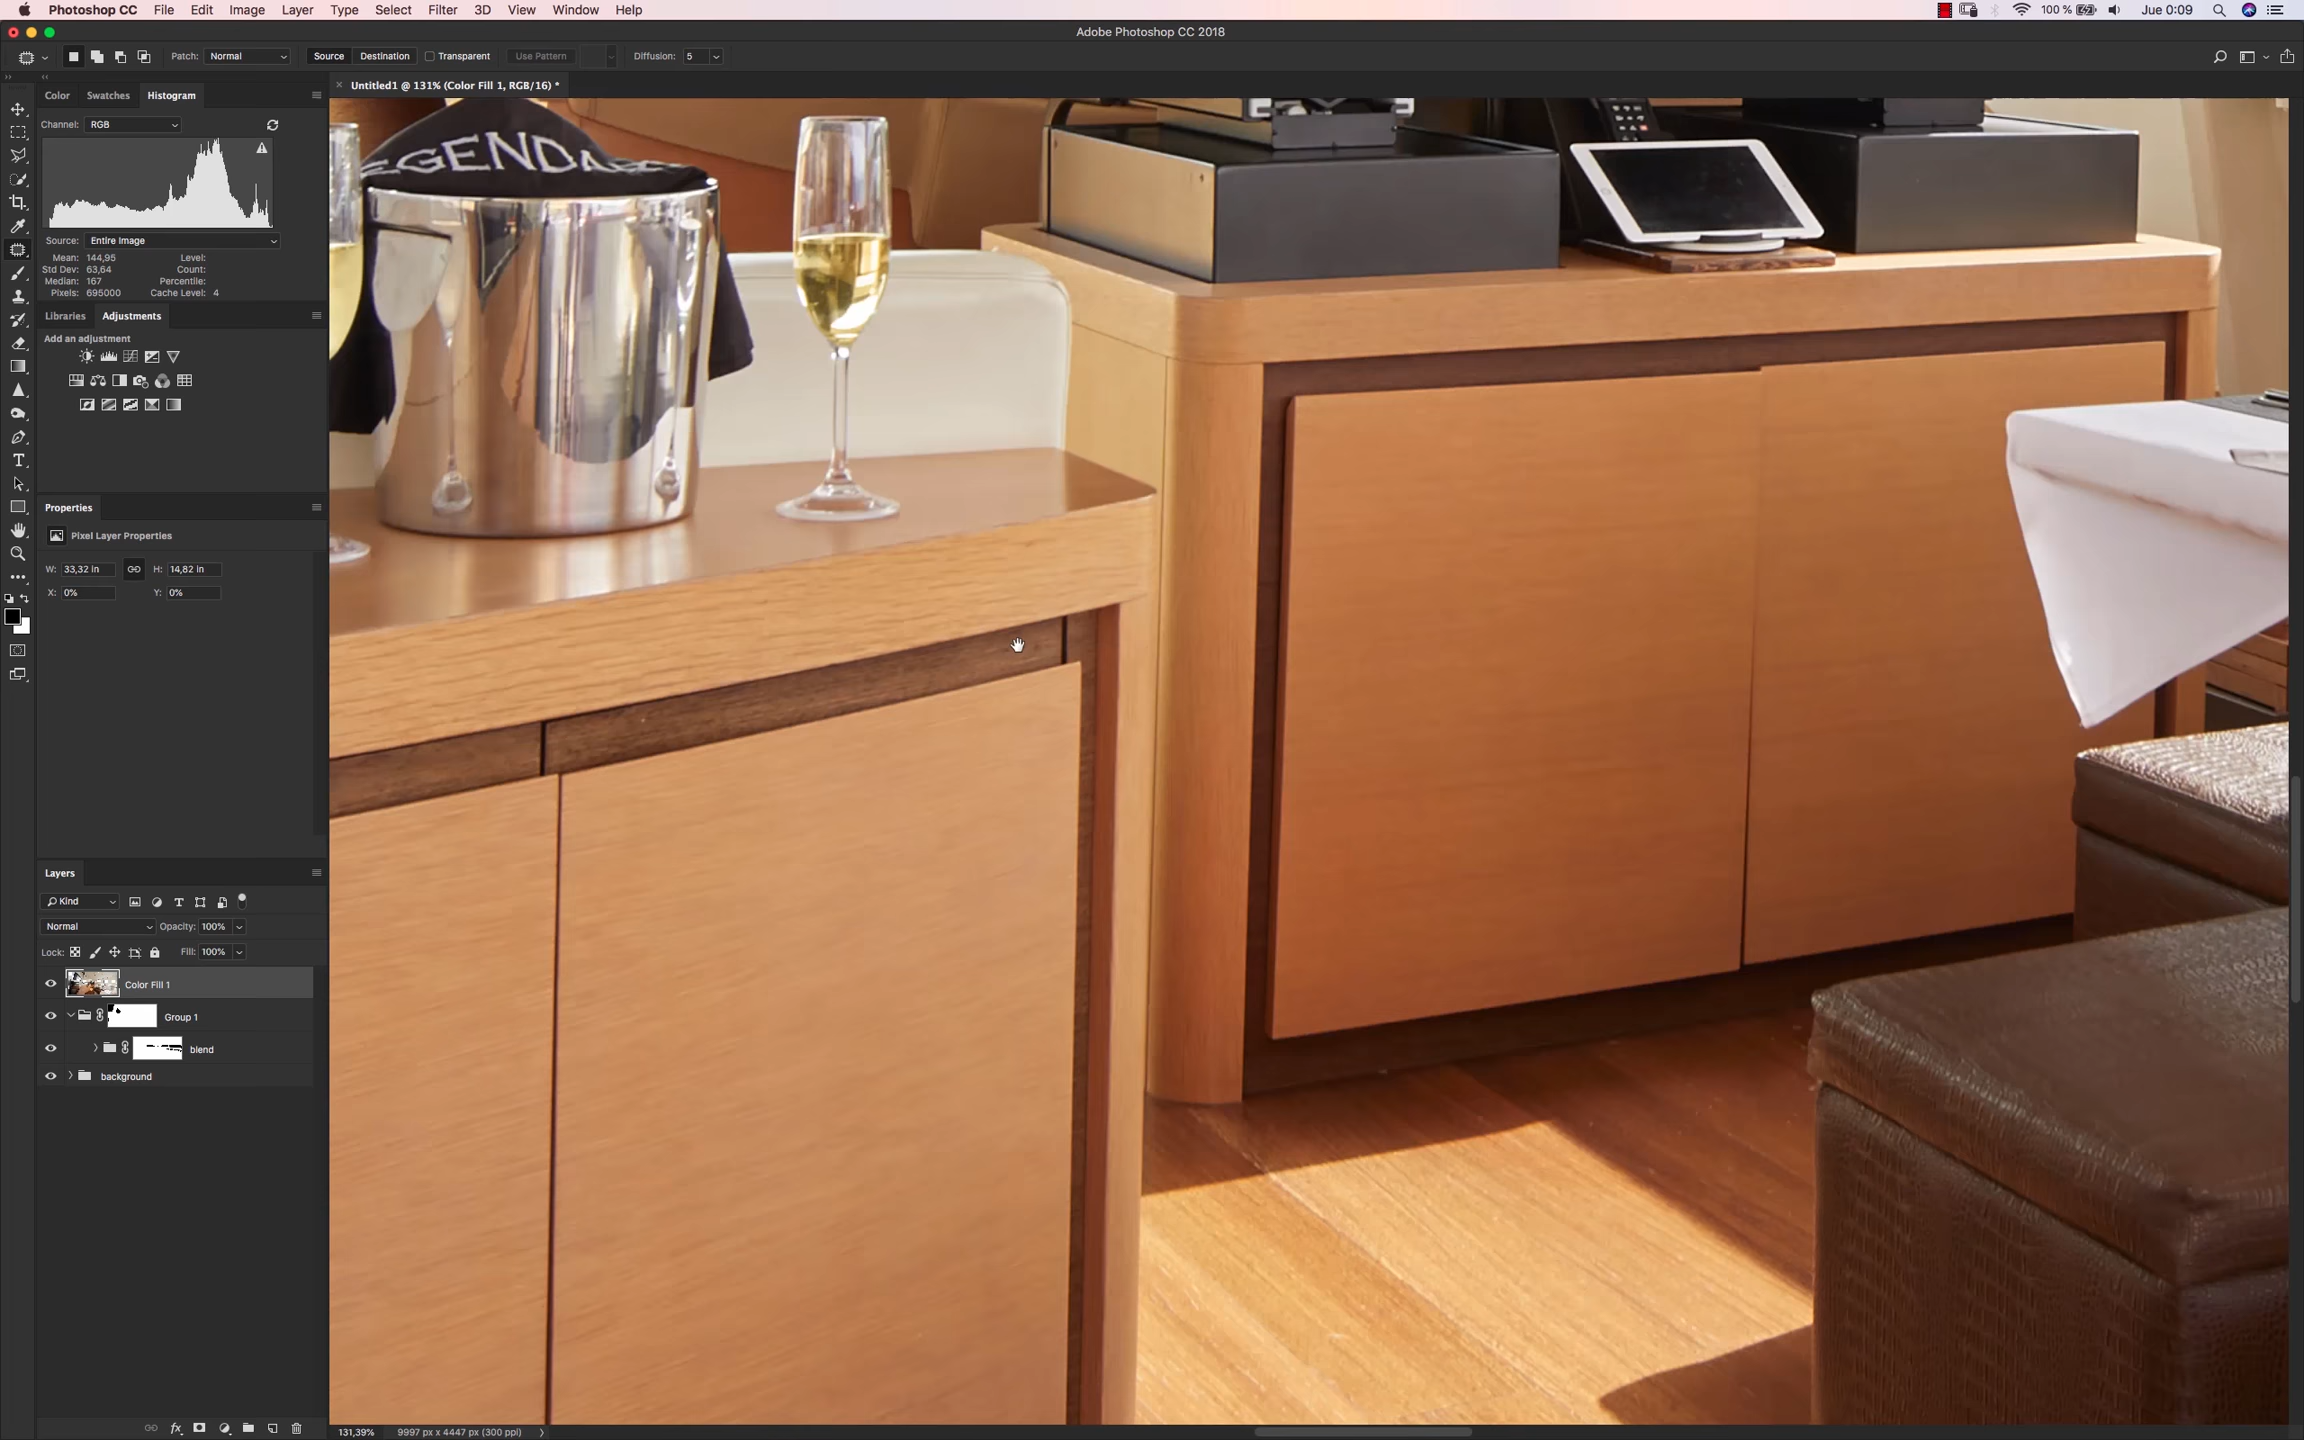 Photoshop CC File Edit Image Layer Type Select Filter 3D View Window Help 100 % Jue 0:09
Adobe Photoshop CC 2018
Patch: Normal Source Destination Transparent Use Pattern Diffusion: 5
Untitled1 @ 131% (Color Fill 1, RGB/16) *
Color Swatches Histogram
Channel: RGB
Source: Entire Image
Mean: 144,95 Level:
Std Dev: 63,64 Count:
Median: 167 Percentile:
Pixels: 695000 Cache Level: 4
Libraries Adjustments
Add an adjustment
Properties
Pixel Layer Properties
W: 33,32 in H: 14,82 in
X: 0% Y: 0%
Layers
Kind
Normal Opacity: 100%
Lock: Fill: 100%
Color Fill 1
Group 1
blend
background
131,39% 9997 px x 4447 px (300 ppi)